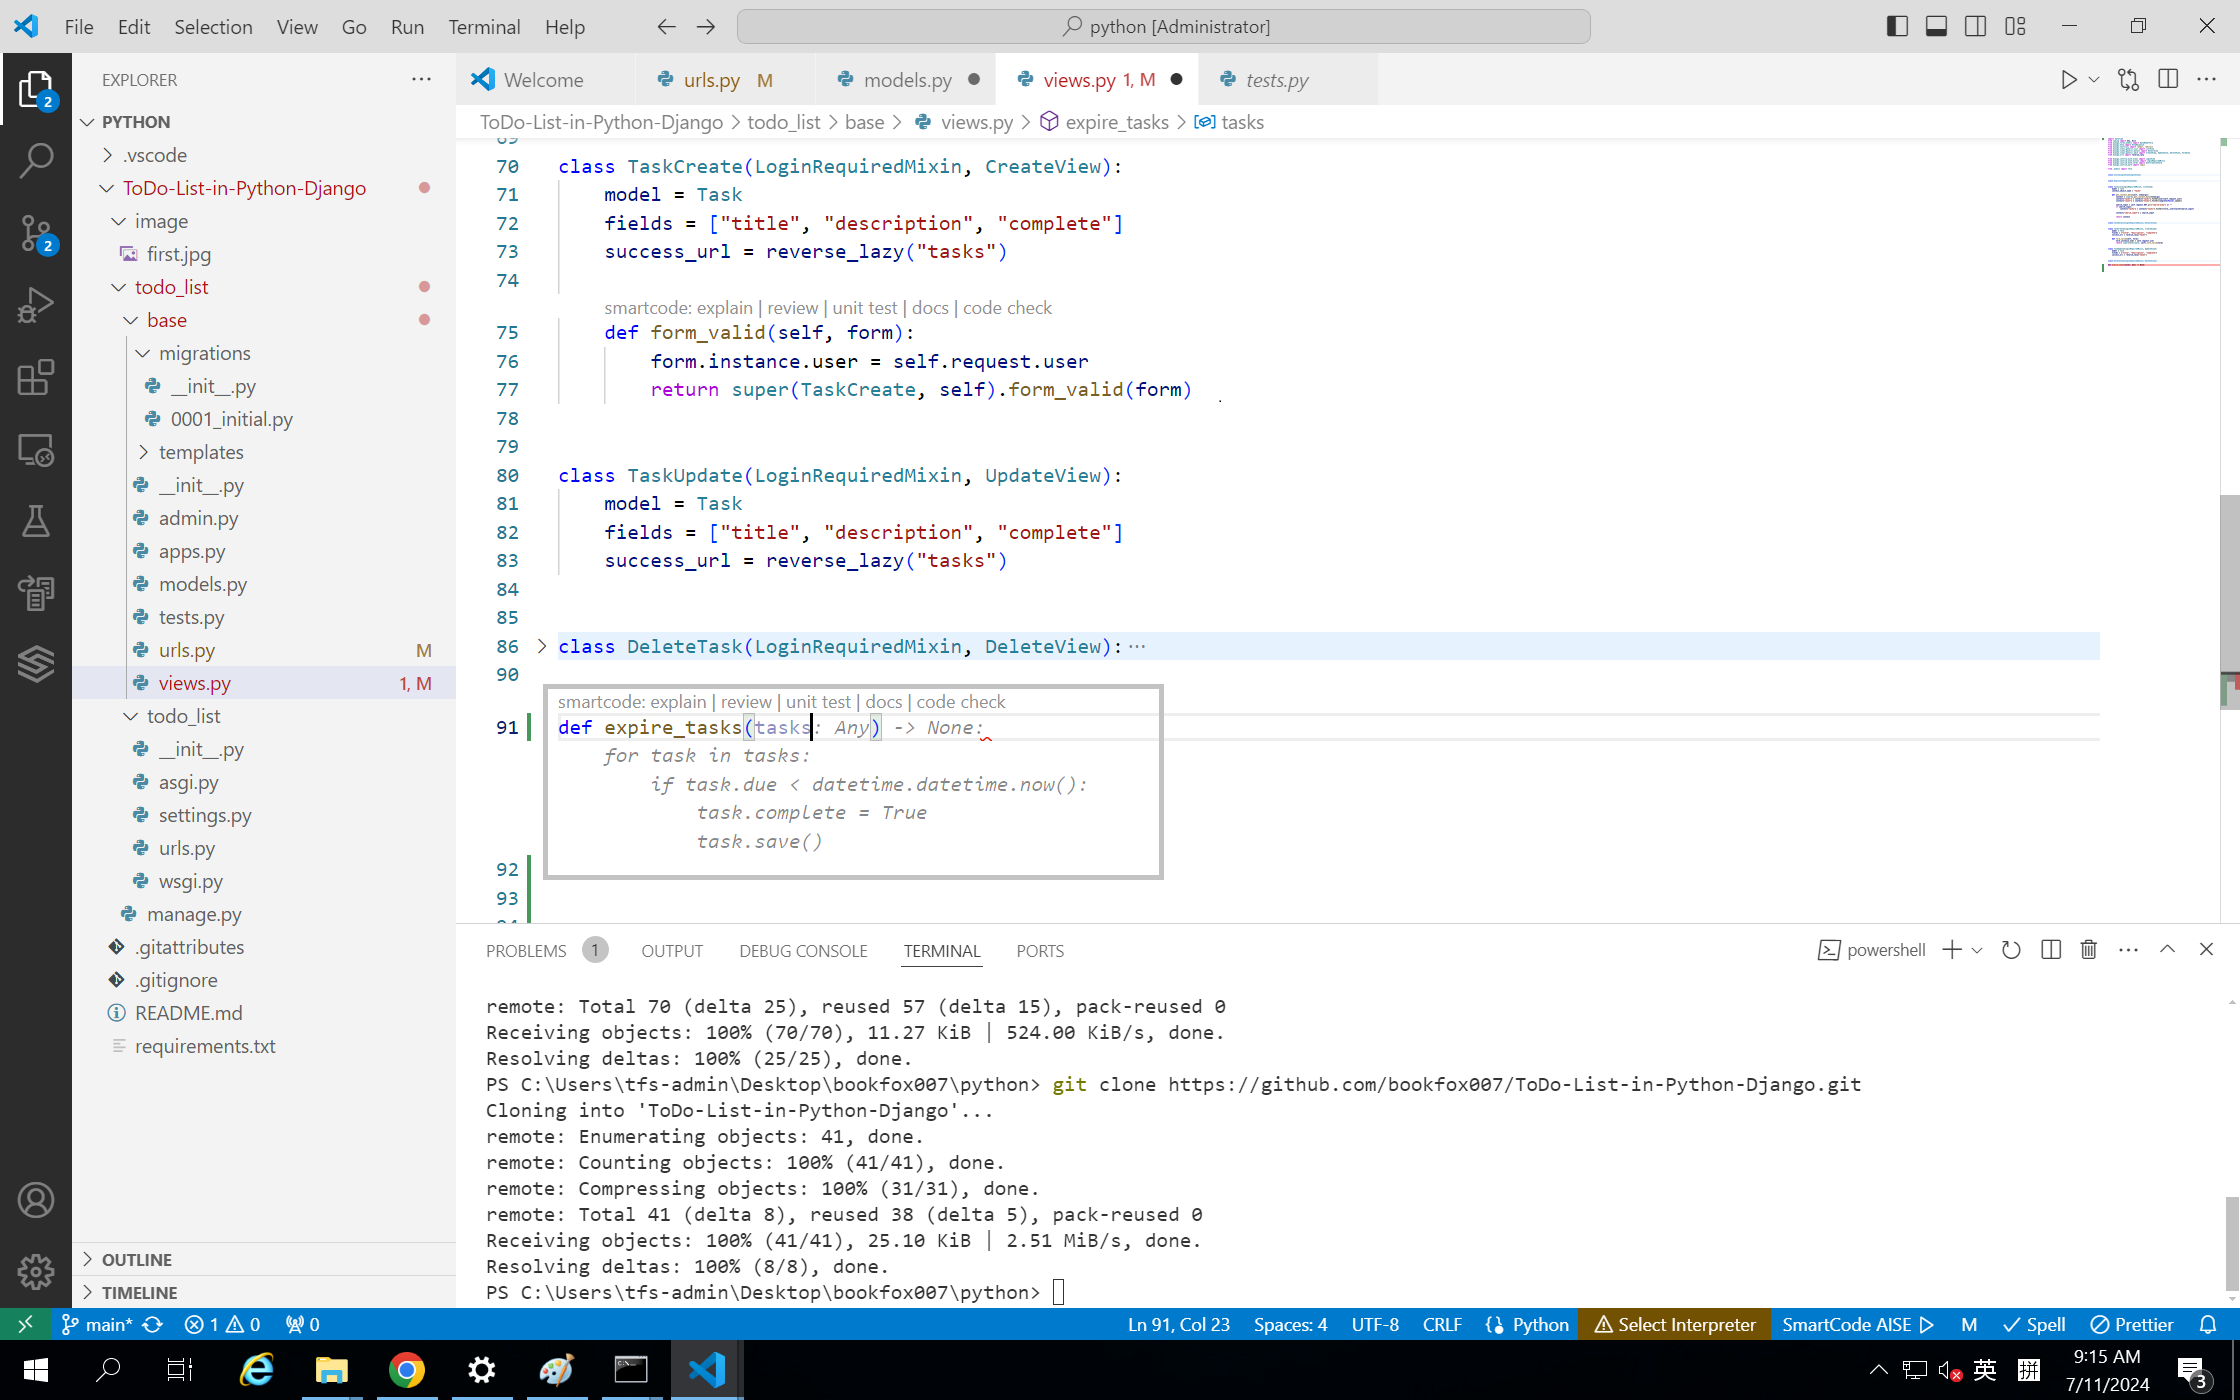 File Edit Selection View Go Run Terminal Help
python [Administrator]
EXPLORER
Welcome
urls.py M
models.py
views.py 1, M
tests.py
ToDo-List-in-Python-Django > todo_list > base > views.py > expire_tasks > tasks
PYTHON
.vscode
ToDo-List-in-Python-Django
image
first.jpg
todo_list
base
migrations
__init__.py
0001_initial.py
templates
__init__.py
admin.py
apps.py
models.py
tests.py
urls.py M
views.py 1, M
todo_list
__init__.py
asgi.py
settings.py
urls.py
wsgi.py
manage.py
.gitattributes
.gitignore
README.md
requirements.txt
OUTLINE
TIMELINE
2
2
69
70 class TaskCreate(LoginRequiredMixin, CreateView):
71 model = Task
72 fields = ["title", "description", "complete"]
73 success_url = reverse_lazy("tasks")
74
smartcode: explain | review | unit test | docs | code check
75 def form_valid(self, form):
76 form.instance.user = self.request.user
77 return super(TaskCreate, self).form_valid(form)
78
79
80 class TaskUpdate(LoginRequiredMixin, UpdateView):
81 model = Task
82 fields = ["title", "description", "complete"]
83 success_url = reverse_lazy("tasks")
84
85
86 class DeleteTask(LoginRequiredMixin, DeleteView):···
90
smartcode: explain | review | unit test | docs | code check
91 def expire_tasks(tasks: Any) -> None:
for task in tasks:
if task.due < datetime.datetime.now():
task.complete = True
task.save()
92
93
94
PROBLEMS 1 OUTPUT DEBUG CONSOLE TERMINAL PORTS
powershell
remote: Total 70 (delta 25), reused 57 (delta 15), pack-reused 0
Receiving objects: 100% (70/70), 11.27 KiB | 524.00 KiB/s, done.
Resolving deltas: 100% (25/25), done.
PS C:\Users\tfs-admin\Desktop\bookfox007\python> git clone https://github.com/bookfox007/ToDo-List-in-Python-Django.git
Cloning into 'ToDo-List-in-Python-Django'...
remote: Enumerating objects: 41, done.
remote: Counting objects: 100% (41/41), done.
remote: Compressing objects: 100% (31/31), done.
remote: Total 41 (delta 8), reused 38 (delta 5), pack-reused 0
Receiving objects: 100% (41/41), 25.10 KiB | 2.51 MiB/s, done.
Resolving deltas: 100% (8/8), done.
PS C:\Users\tfs-admin\Desktop\bookfox007\python>
main* 1 0 0
Ln 91, Col 23 Spaces: 4 UTF-8 CRLF Python Select Interpreter SmartCode AISE M Spell Prettier
英 拼
9:15 AM
7/11/2024
3